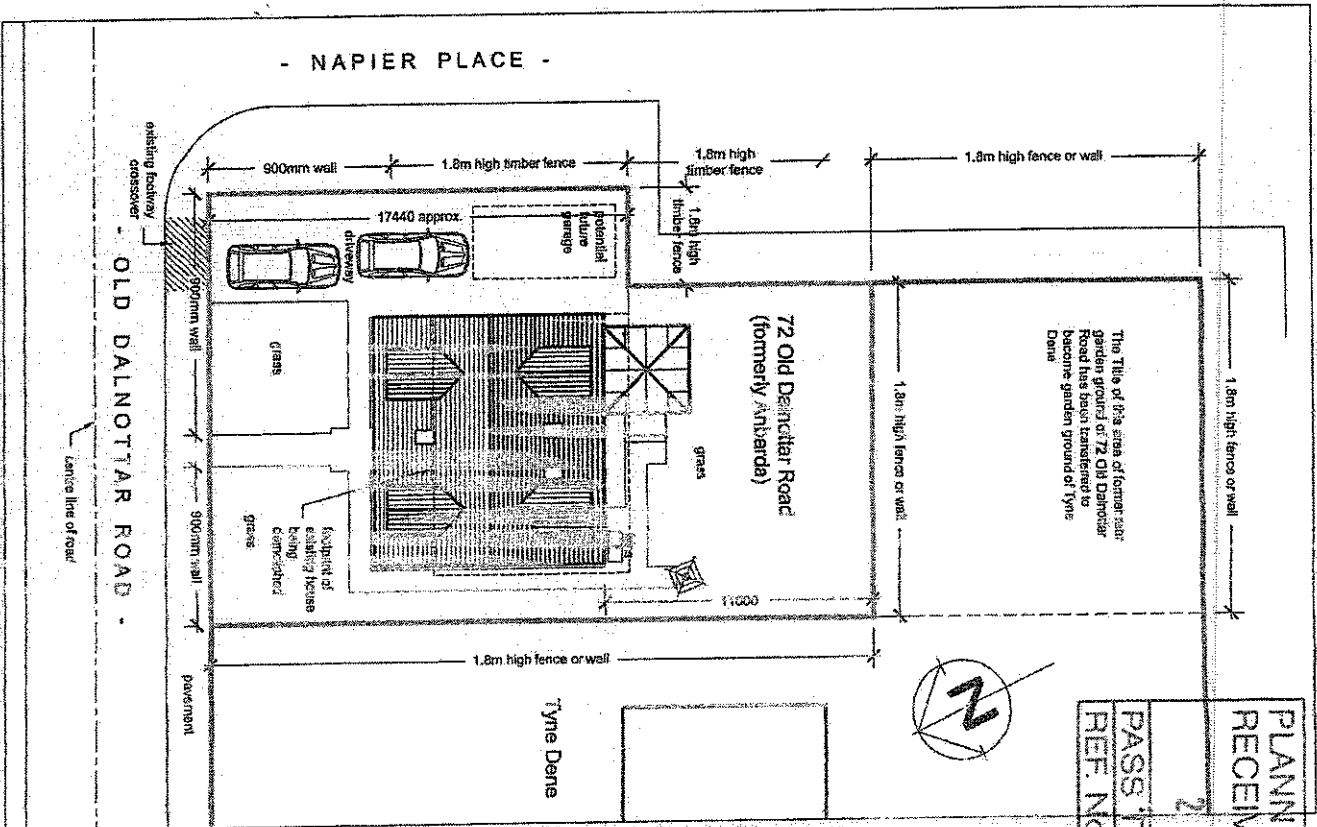 - NAPIER PLACE -
existing footway
crossover
900mm wall
1.8m high timber fence
1.8m high
timber fence
1.8m high fence or wall
17440 approx.
potential
future
garage
1.8m high
timber fence
driveway
900mm wall
grass
72 Old Dalnottar Road
(formerly Anberda)
1.8m high fence or wall
The Title of this area of former rear
garden ground of 72 Old Dalnottar
Road has been transferred to
become garden ground of Tyne
Dene
1.8m high fence or wall
- OLD DALNOTTAR ROAD -
centre line of road
grass
footprint of
existing house
being
demolished
grass
900mm wall
11000
1.8m high fence or wall
pavement
Tyne Dene
N
PLANN
RECEIV
2
PASS T
REF. NO